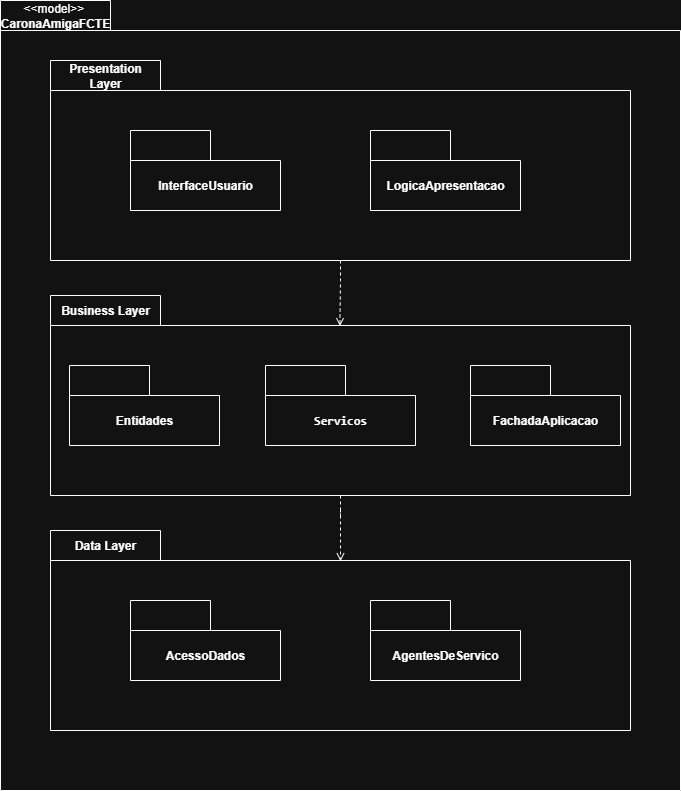 <<model>>
CaronaAmigaFCTE
Presentation
Layer
InterfaceUsuario
LogicaApresentacao
Business Layer
Entidades
Servicos
FachadaAplicacao
Data Layer
AcessoDados
AgentesDeServico